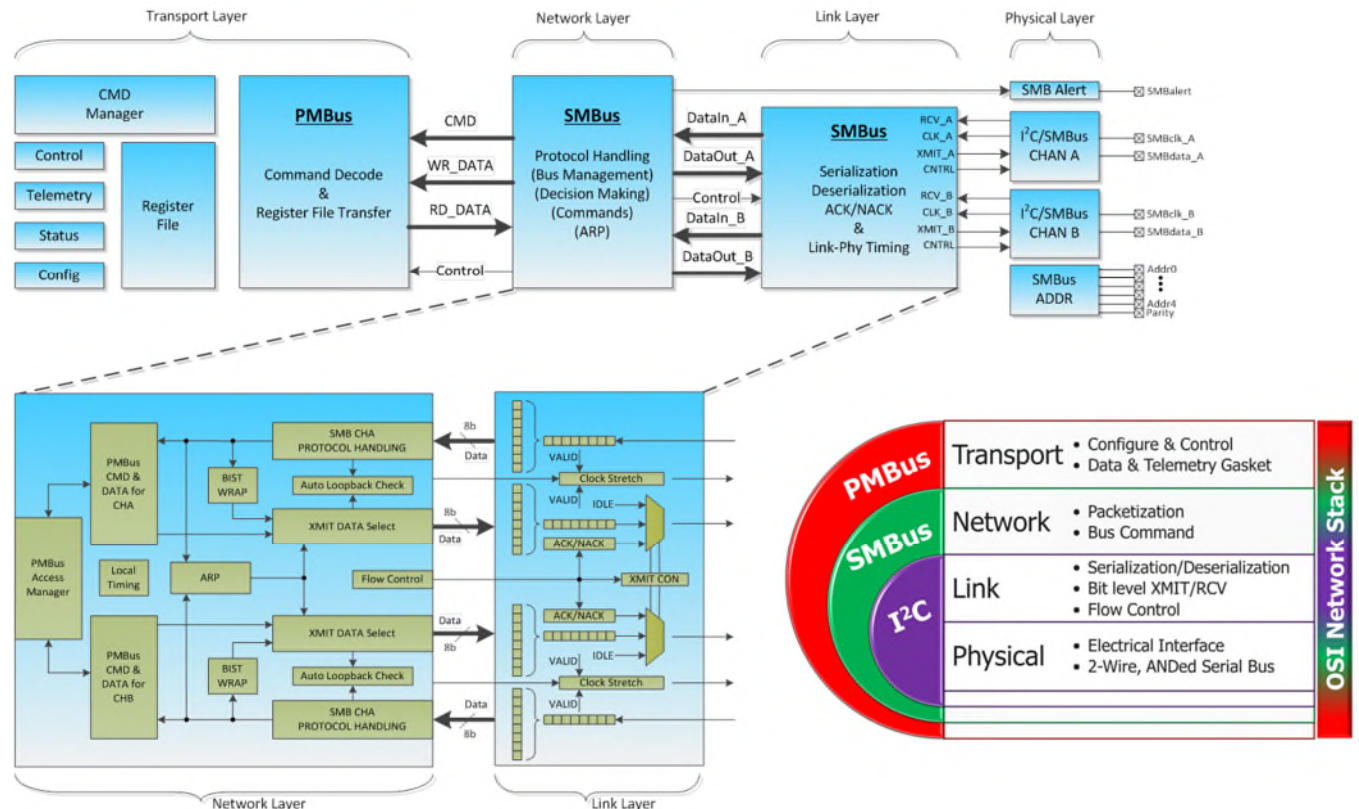 Transport Layer
Network Layer
Link Layer
Physical Layer
CMD
Manager
Control
Telemetry
Status
Config
Register
File
PMBus
Command Decode
&
Register File Transfer
CMD
WR_DATA
RD_DATA
Control
SMBus
Protocol Handling
(Bus Management)
(Decision Making)
(Commands)
(ARP)
DataIn_A
DataOut_A
Control
DataIn_B
DataOut_B
SMBus
Serialization
Deserialization
ACK/NACK
&
Link-Phy Timing
RCV_A
CLK_A
XMIT_A
CNTRL
RCV_B
CLK_B
XMIT_B
CNTRL
SMB Alert
SMBalert
I²C/SMBus
CHAN A
SMBclk_A
SMBdata_A
I²C/SMBus
CHAN B
SMBclk_B
SMBdata_B
SMBus
ADDR
Addr0
Addr4
Parity
PMBus
Access
Manager
PMBus
CMD &
DATA for
CHA
Local
Timing
PMBus
CMD &
DATA for
CHB
BIST
WRAP
ARP
BIST
WRAP
SMB CHA
PROTOCOL HANDLING
Auto Loopback Check
XMIT DATA Select
Flow Control
XMIT DATA Select
Auto Loopback Check
SMB CHA
PROTOCOL HANDLING
8b
Data
8b
Data
Data
8b
Data
8b
VALID
Clock Stretch
VALID
IDLE
ACK/NACK
XMIT CON
ACK/NACK
IDLE
VALID
Clock Stretch
VALID
Network Layer
Link Layer
PMBus
SMBus
I²C
Transport
• Configure & Control
• Data & Telemetry Gasket
Network
• Packetization
• Bus Command
Link
• Serialization/Deserialization
• Bit level XMIT/RCV
• Flow Control
Physical
• Electrical Interface
• 2-Wire, ANDed Serial Bus
OSI Network Stack